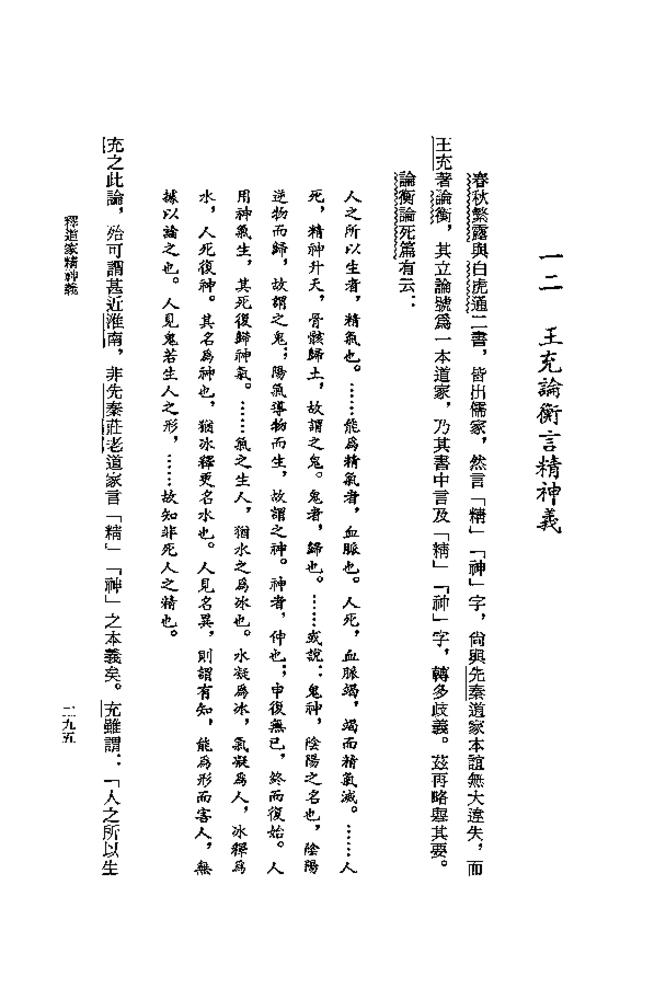 一二　王充論衡言精神義
春秋繁露與白虎通二書，皆出儒家，然言「精」「神」字，尙與先秦道家本誼無大違失，而
王充著論衡，其立論號爲一本道家，乃其書中言及「精」「神」字，轉多歧義。茲再略舉其要。
論衡論死篇有云：
人之所以生者，精氣也。……能爲精氣者，血脈也。人死，血脈竭，竭而精氣滅。……人
死，精神升天，骨骸歸土，故謂之鬼。鬼者，歸也。……或說：鬼神，陰陽之名也，陰陽
逆物而歸，故謂之鬼；陽氣導物而生，故謂之神。神者，伸也；申復無已，終而復始。人
用神氣生，其死復歸神氣。……氣之生人，猶水之爲冰也。水凝爲冰，氣凝爲人，冰釋爲
水，人死復神。其名爲神也，猶冰釋更名水也。人見名異，則謂有知，能爲形而害人，無
據以論之也。人見鬼若生人之形，……故知非死人之精也。
充之此論，殆可謂甚近淮南，非先秦莊老道家言「精」「神」之本義矣。充雖謂：「人之所以生
釋道家精神義
二九五